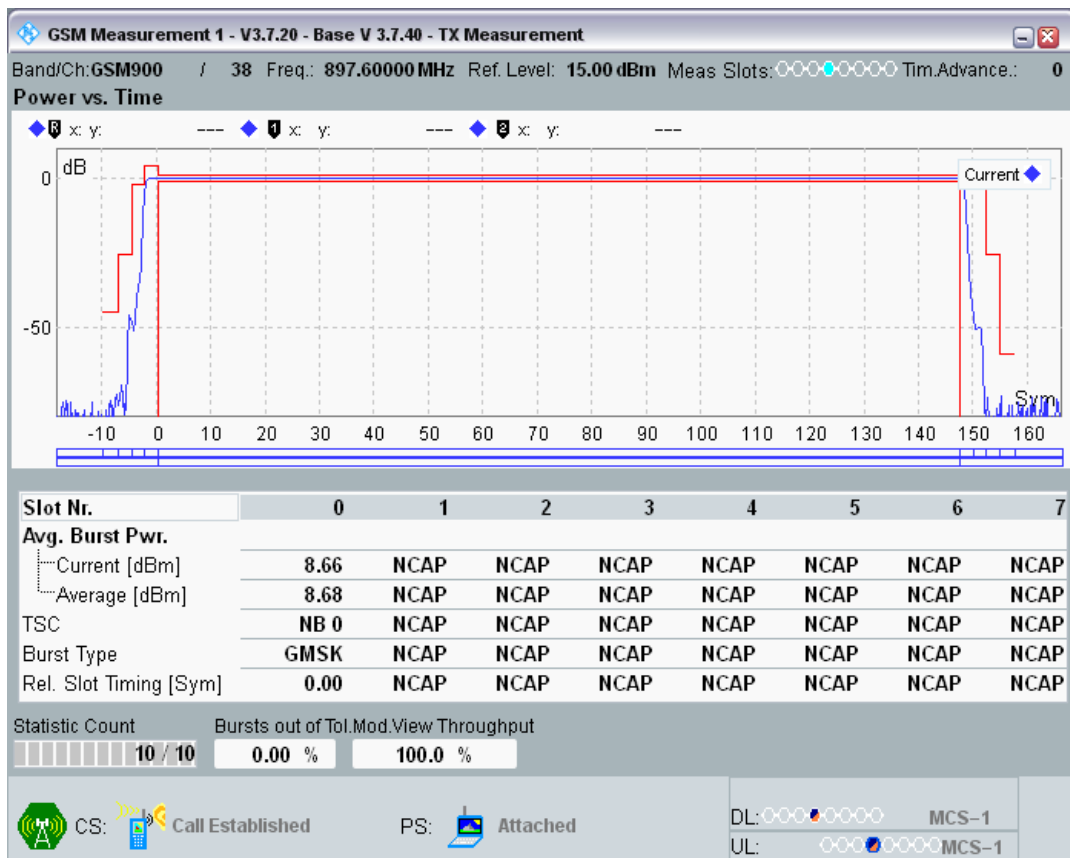 GSM Measurement 1 - V3.7.20 - Base V 3.7.40 - TX Measurement
Band/Ch:GSM900 / 38 Freq.: 897.60000 MHz Ref. Level: 15.00 dBm Meas Slots: Tim.Advance.: 0
Power vs. Time
R x: y: --- 1 x: y: --- 2 x: y: ---
dB
0
Current
-50
Sym
-10 0 10 20 30 40 50 60 70 80 90 100 110 120 130 140 150 160
Slot Nr. 0 1 2 3 4 5 6 7
Avg. Burst Pwr.
Current [dBm] 8.66 NCAP NCAP NCAP NCAP NCAP NCAP NCAP
Average [dBm] 8.68 NCAP NCAP NCAP NCAP NCAP NCAP NCAP
TSC NB 0 NCAP NCAP NCAP NCAP NCAP NCAP NCAP
Burst Type GMSK NCAP NCAP NCAP NCAP NCAP NCAP NCAP
Rel. Slot Timing [Sym] 0.00 NCAP NCAP NCAP NCAP NCAP NCAP NCAP
Statistic Count Bursts out of Tol. Mod.View Throughput
10 / 10 0.00 % 100.0 %
CS: Call Established PS: Attached
DL: MCS-1
UL: MCS-1